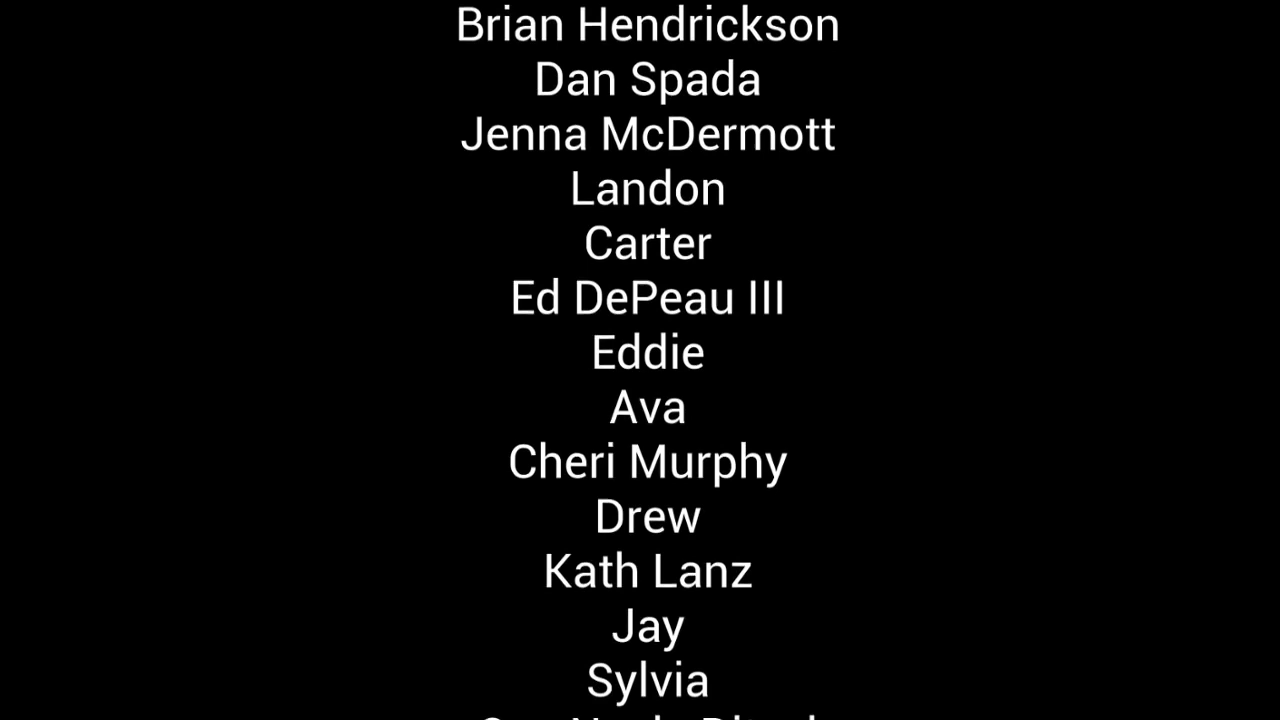 Brian Hendrickson
Dan Spada
Jenna McDermott
Landon
Carter
Ed DePeau III
Eddie
Ava
Cheri Murphy
Drew
Kath Lanz
Jay
Sylvia